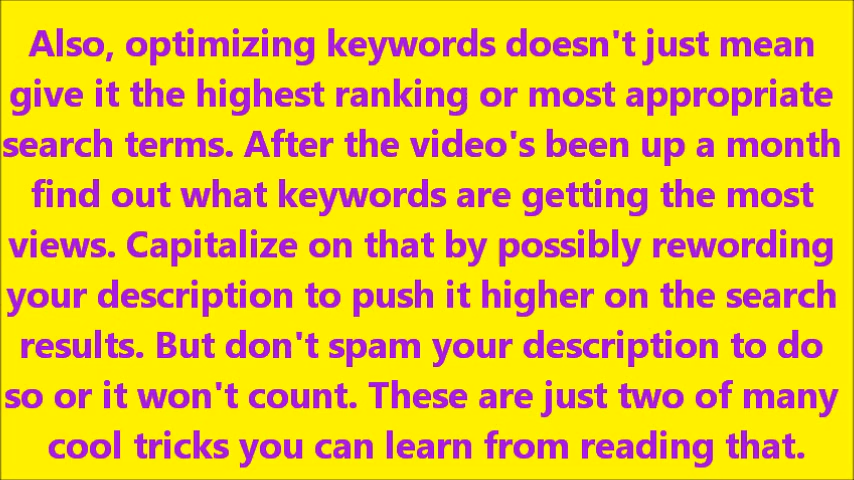 Also, optimizing keywords doesn't just mean
give it the highest ranking or most appropriate
search terms. After the video's been up a month
find out what keywords are getting the most
views. Capitalize on that by possibly rewording
your description to push it higher on the search
results. But don't spam your description to do
so or it won't count. These are just two of many
cool tricks you can learn from reading that.